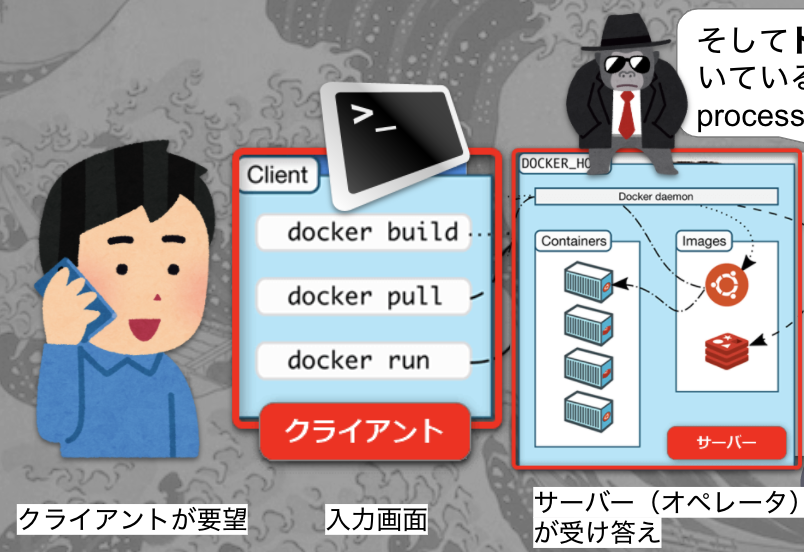 そして
いている
process
>_
Client
docker build
docker pull
docker run
クライアント
DOCKER_HO
Docker daemon
Containers
Images
サーバー
クライアントが要望
入力画面
サーバー（オペレータ）
が受け答え